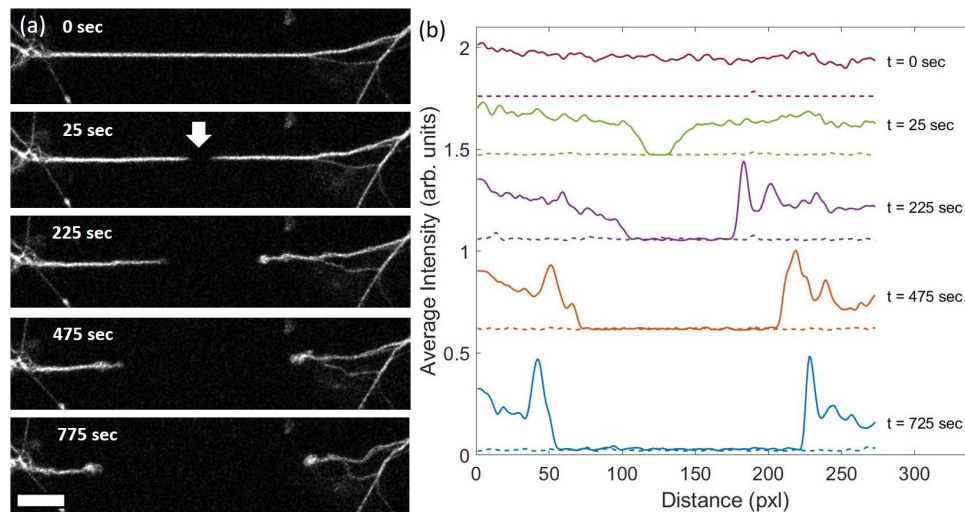 (a)
0 sec
25 sec
225 sec
475 sec
775 sec
(b)
Average Intensity (arb. units)
2
1.5
1
0.5
0
t = 0 sec
t = 25 sec
t = 225 sec
t = 475 sec
t = 725 sec
0 50 100 150 200 250 300
Distance (pxl)